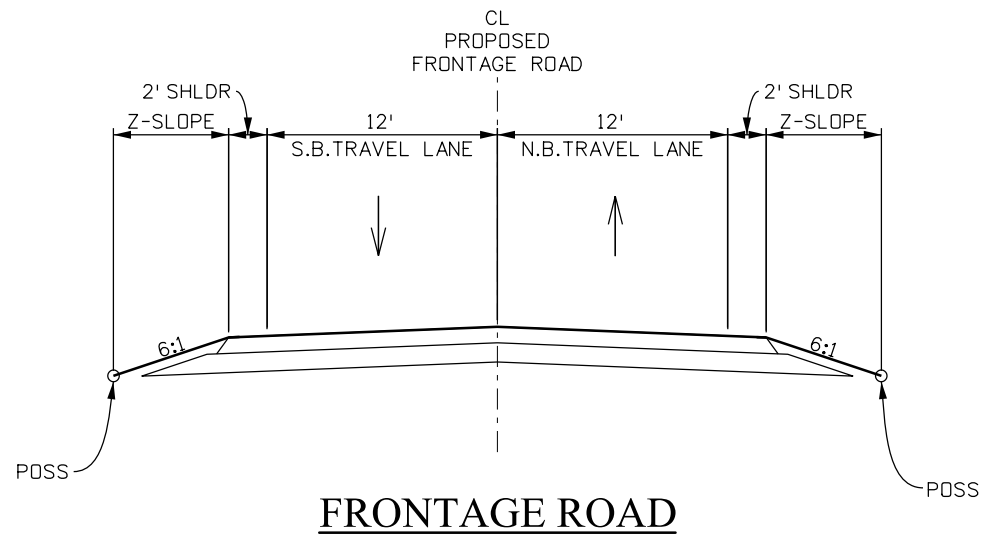 CL
PROPOSED
FRONTAGE ROAD
2' SHLDR
2' SHLDR
Z-SLOPE
12'
12'
Z-SLOPE
S.B.TRAVEL LANE
N.B.TRAVEL LANE
6:1
6:1
POSS
POSS
FRONTAGE ROAD